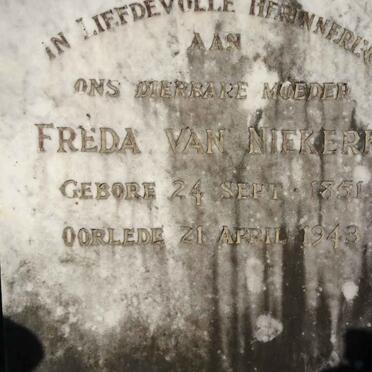 IN LIEFDEVOLLE HERINNERING
AAN
ONS DIERBARE MOEDER
FREDA VAN NIEKERK
GEBORE 24 SEPT. 1851
OORLEDE 21 APRIL 1943